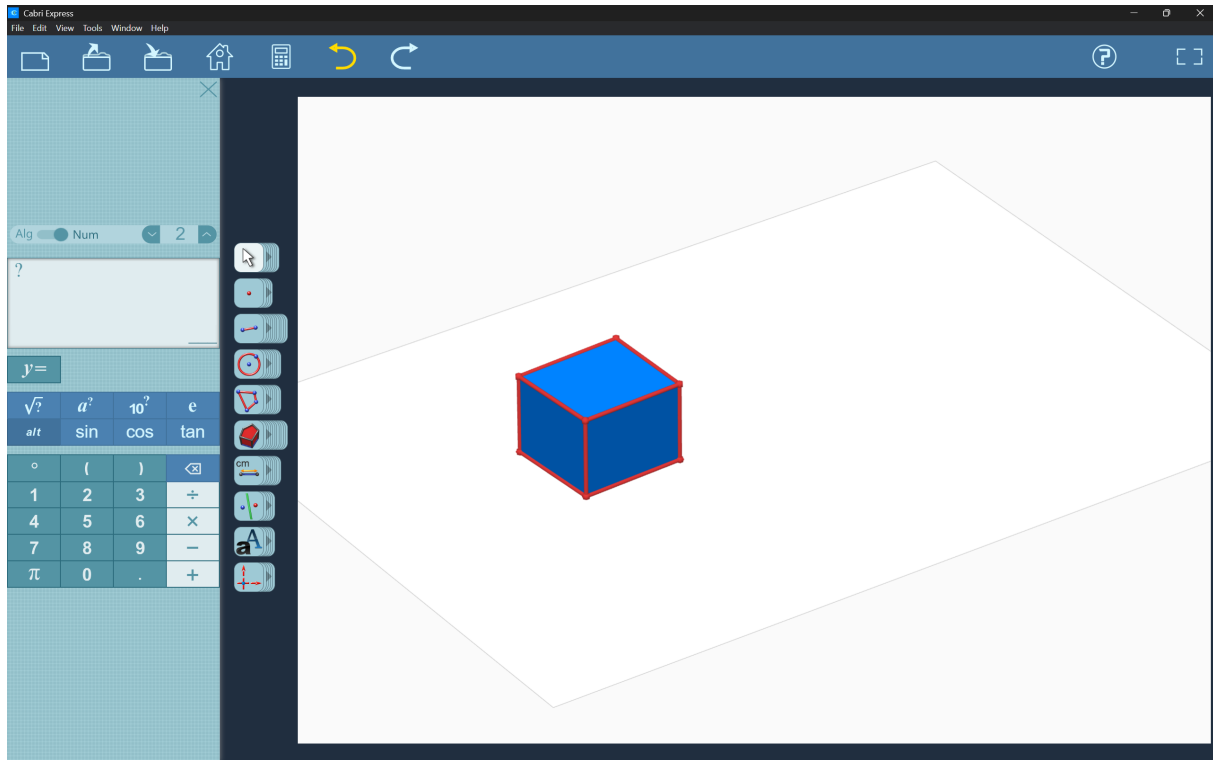 Cabri Express
File Edit View Tools Window Help
Alg Num 2
?
y=
√? a? 10? e
alt sin cos tan
° ( )
1 2 3 ÷
4 5 6 ×
7 8 9 −
π 0 . +
cm
aA
?